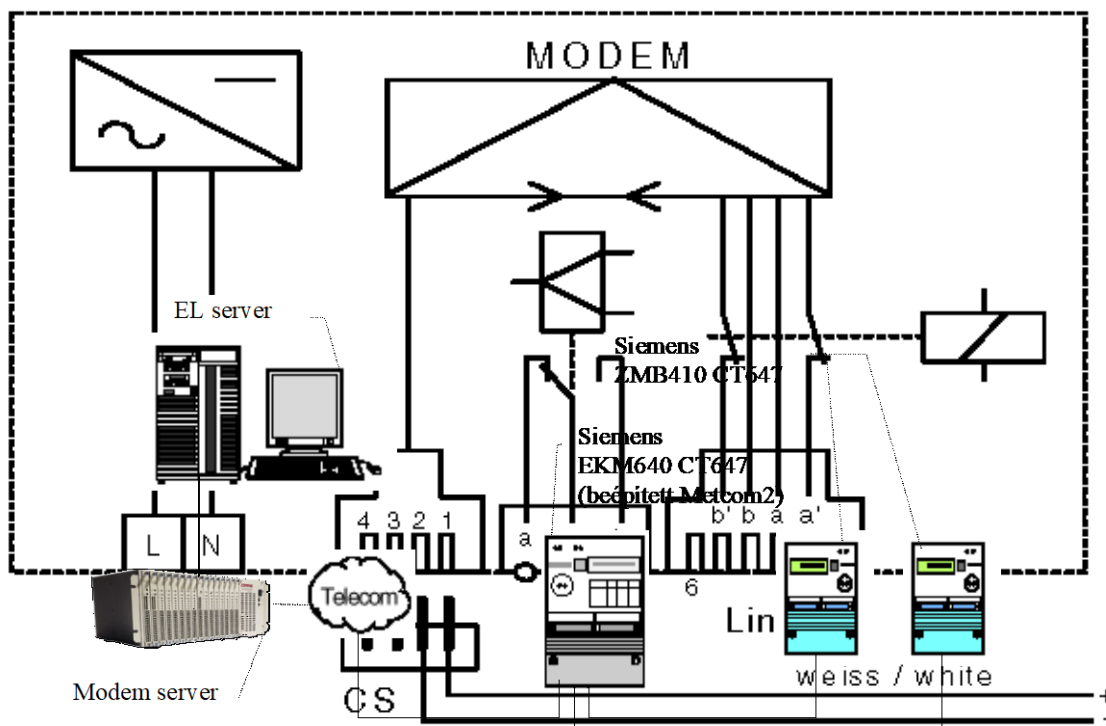 MODEM
EL server
Siemens
ZMB410 CT647
Siemens
EKM640 CT647
(beépitett Metcom2)
4 3 2 1
a
b' b a a'
L N
6
Telecom
Lin
weiss / white
Modem server
CS
+